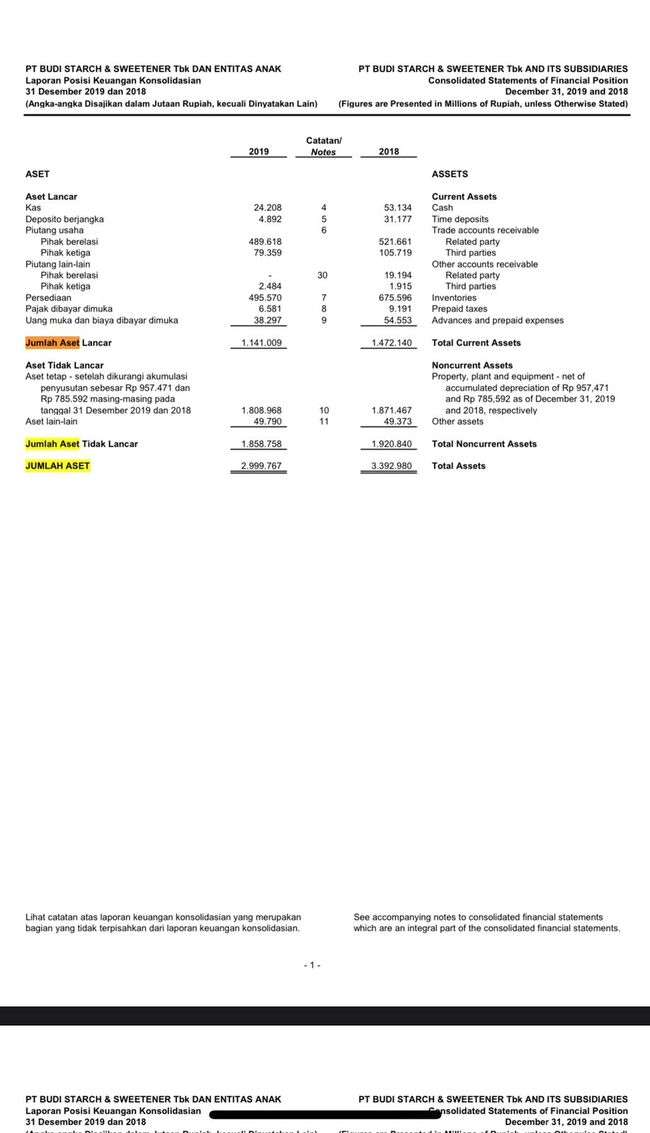 PT BUDI STARCH & SWEETENER Tbk DAN ENTITAS ANAK PT BUDI STARCH & SWEETENER Tbk AND ITS SUBSIDIARIES
Laporan Posisi Keuangan Konsolidasian Consolidated Statements of Financial Position
31 Desember 2019 dan 2018 December 31, 2019 and 2018
(Angka-angka Disajikan dalam Jutaan Rupiah, kecuali Dinyatakan Lain) (Figures are Presented in Millions of Rupiah, unless Otherwise Stated)
Catatan/
2019 Notes 2018
ASET ASSETS
Aset Lancar Current Assets
Kas 24.208 4 53.134 Cash
Deposito berjangka 4.892 5 31.177 Time deposits
Piutang usaha 6 Trade accounts receivable
Pihak berelasi 489.618 521.661 Related party
Pihak ketiga 79.359 105.719 Third parties
Piutang lain-lain Other accounts receivable
Pihak berelasi - 30 19.194 Related party
Pihak ketiga 2.484 1.915 Third parties
Persediaan 495.570 7 675.596 Inventories
Pajak dibayar dimuka 6.581 8 9.191 Prepaid taxes
Uang muka dan biaya dibayar dimuka 38.297 9 54.553 Advances and prepaid expenses
Jumlah Aset Lancar 1.141.009 1.472.140 Total Current Assets
Aset Tidak Lancar Noncurrent Assets
Aset tetap - setelah dikurangi akumulasi Property, plant and equipment - net of
penyusutan sebesar Rp 957.471 dan accumulated depreciation of Rp 957,471
Rp 785.592 masing-masing pada and Rp 785,592 as of December 31, 2019
tanggal 31 Desember 2019 dan 2018 1.808.968 10 1.871.467 and 2018, respectively
Aset lain-lain 49.790 11 49.373 Other assets
Jumlah Aset Tidak Lancar 1.858.758 1.920.840 Total Noncurrent Assets
JUMLAH ASET 2.999.767 3.392.980 Total Assets
Lihat catatan atas laporan keuangan konsolidasian yang merupakan See accompanying notes to consolidated financial statements
bagian yang tidak terpisahkan dari laporan keuangan konsolidasian. which are an integral part of the consolidated financial statements.
- 1 -
PT BUDI STARCH & SWEETENER Tbk DAN ENTITAS ANAK PT BUDI STARCH & SWEETENER Tbk AND ITS SUBSIDIARIES
Laporan Posisi Keuangan Konsolidasian Consolidated Statements of Financial Position
31 Desember 2019 dan 2018 December 31, 2019 and 2018